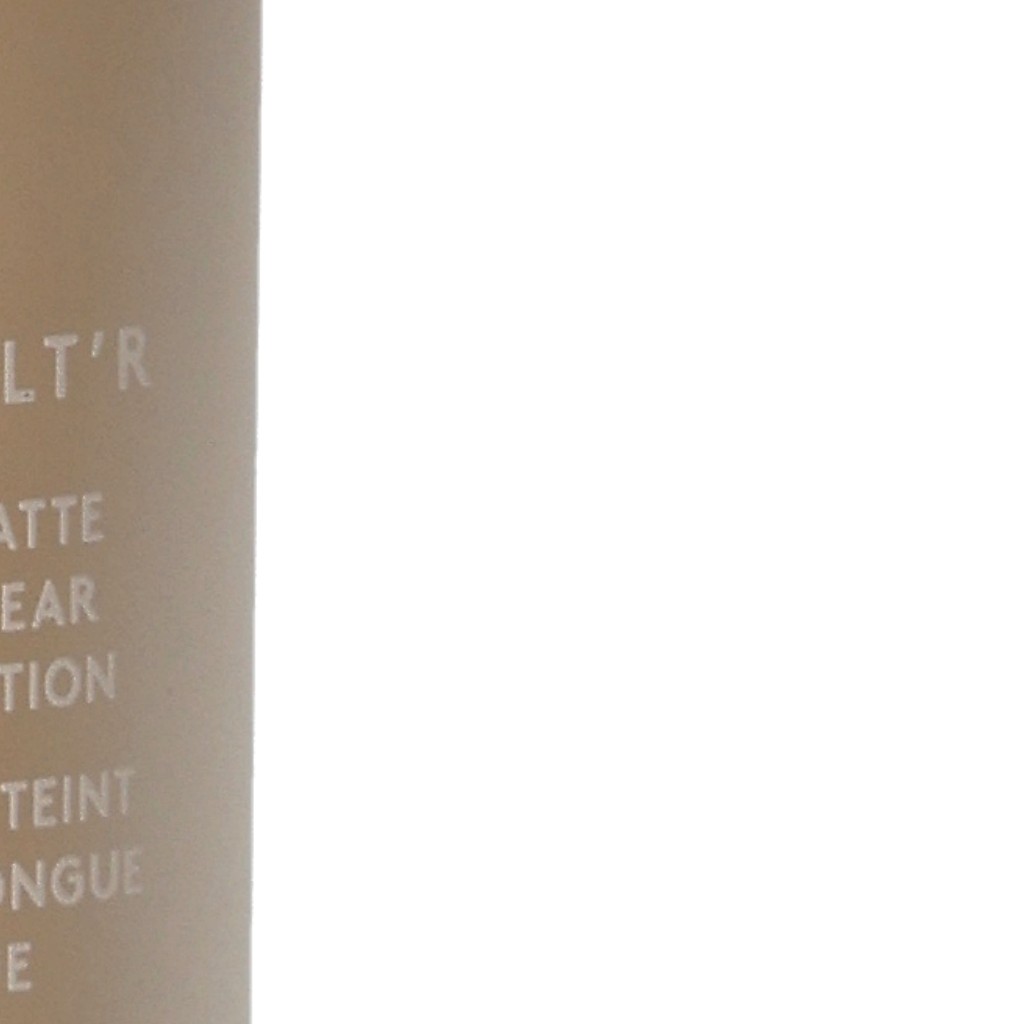 LT'R
ATTE
EAR
TION
TEINT
ONGUE
E